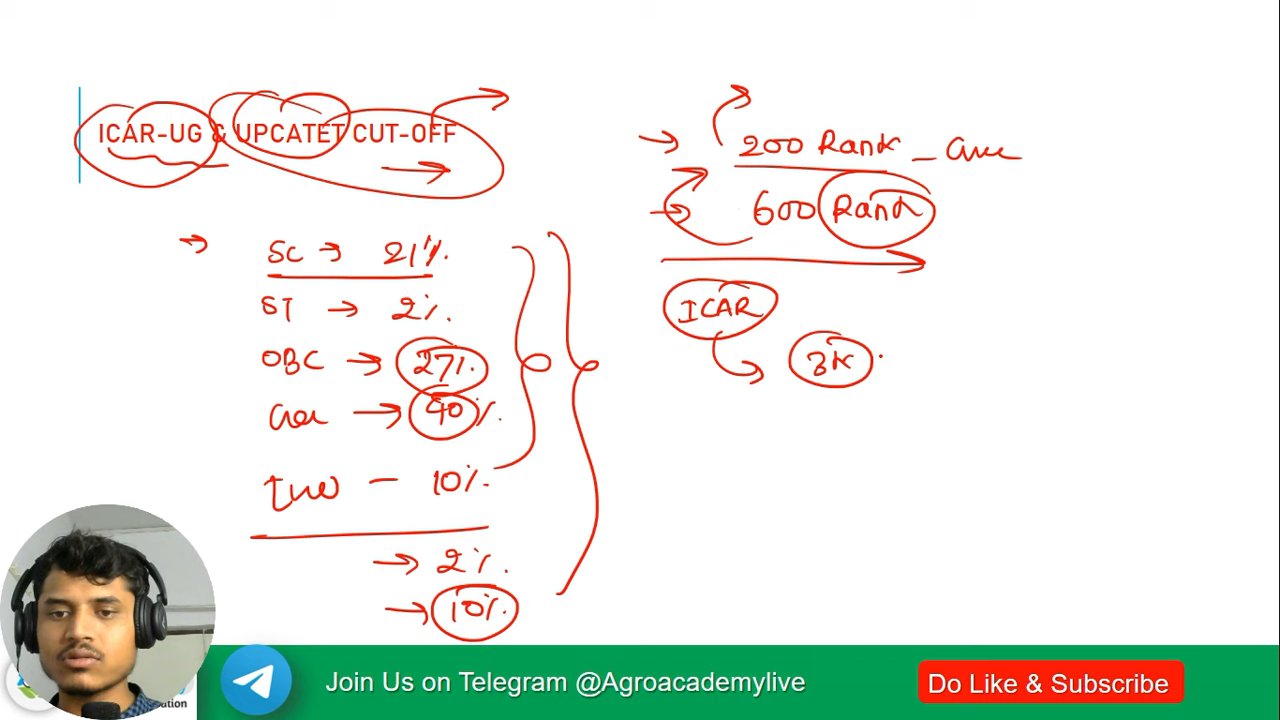 ICAR-UG & UPCATET CUT-OFF
→ SC → 21%.
ST → 2%.
OBC → 27%.
Gen → 40%.
EWS - 10%.
→ 2%.
→ 10%.
→ 200 Rank -
→ 600 Rank
ICAR
3K.
Join Us on Telegram @Agroacademylive
Do Like & Subscribe